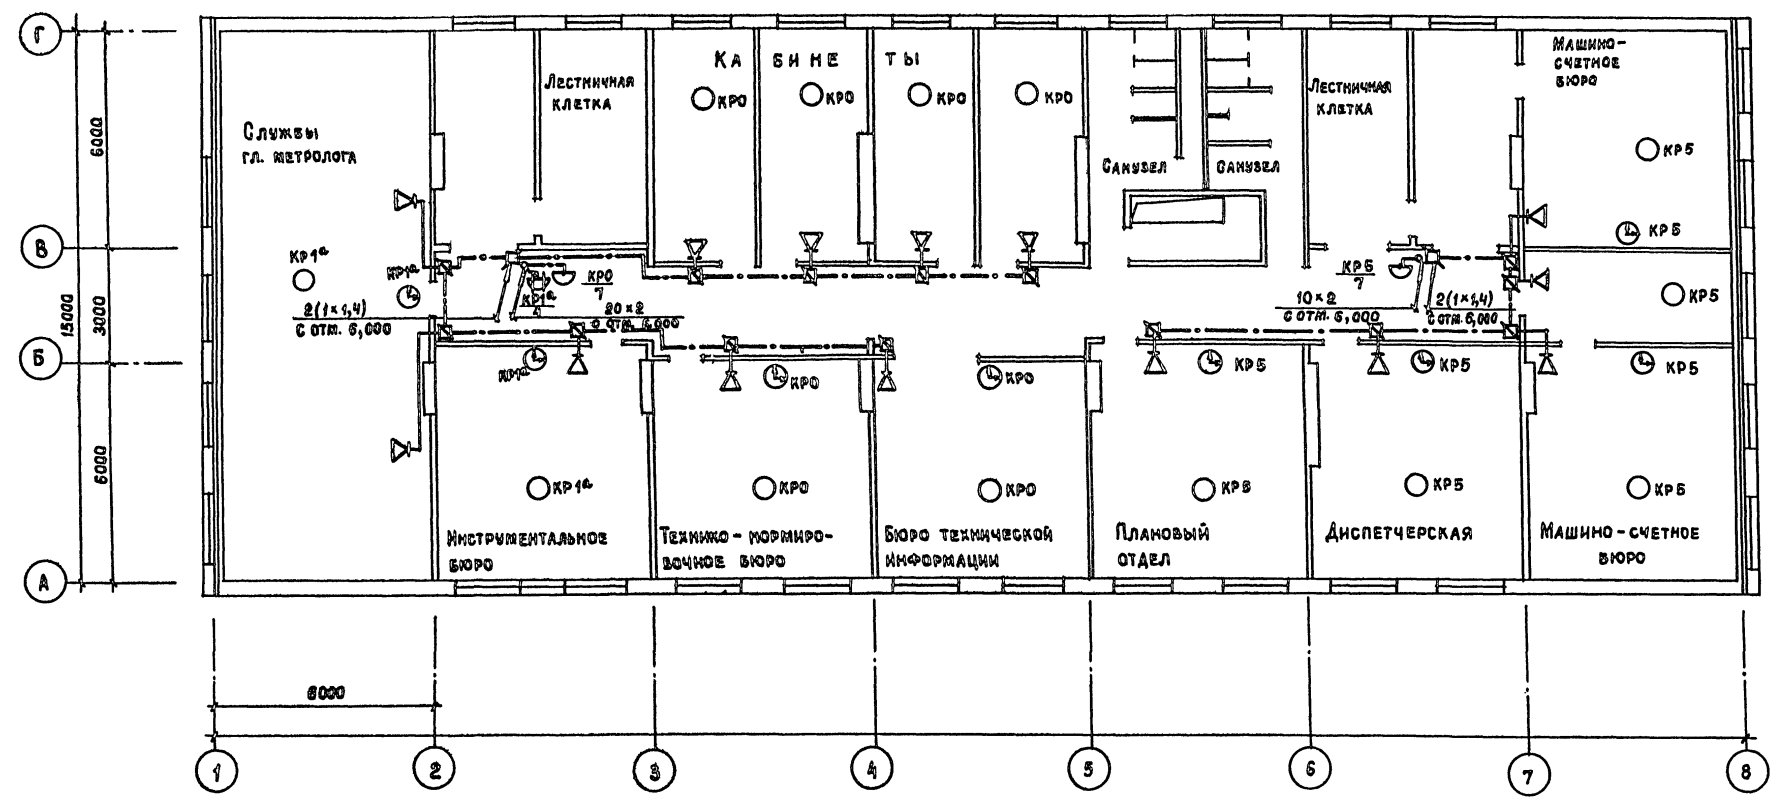 Г
В
Б
А
6000
3000
6000
15000
Службы
гл. метролога
Лестничная
клетка
Кабинеты
КРО
КРО
КРО
КРО
Санузел
Санузел
Лестничная
клетка
Машино-
счетное
бюро
КР5
КР5
КР1а
КР1а
КРО
7
КР1а
2(1×1,4)
с отм. 6,000
20×2
с отм. 6,000
КР5
7
10×2
с отм. 6,000
2(1×1,4)
с отм. 6,000
КР5
КР1а
КРО
КРО
КР5
КР5
КР5
КР1а
КРО
КРО
КР5
КР5
КР5
Инструментальное
бюро
Технико-нормиро-
вочное бюро
Бюро технической
информации
Плановый
отдел
Диспетчерская
Машино-счетное
бюро
6000
1
2
3
4
5
6
7
8